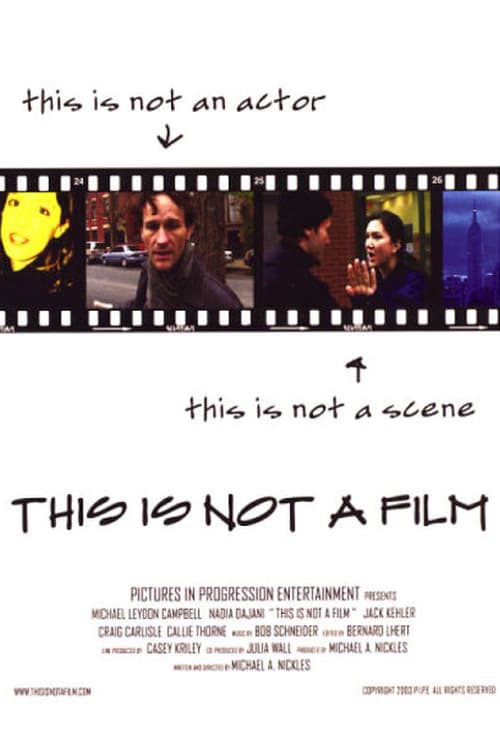 this is not an actor
24 25 26
this is not a scene
THIS IS NOT A FILM
PICTURES IN PROGRESSION ENTERTAINMENT PRESENTS
MICHAEL LEYDON CAMPBELL NADIA DAJANI "THIS IS NOT A FILM" JACK KEHLER
CRAIG CARLISLE CALLIE THORNE MUSIC BY BOB SCHNEIDER EDITED BY BERNARD LHERT
PRODUCED BY CASEY KRILEY CO-PRODUCED BY JULIA WALL PRODUCED BY MICHAEL A. NICKLES
WRITTEN AND DIRECTED BY MICHAEL A. NICKLES
WWW.THISISNOTAFILM.COM COPYRIGHT 2003 P.I.P.E. ALL RIGHTS RESERVED